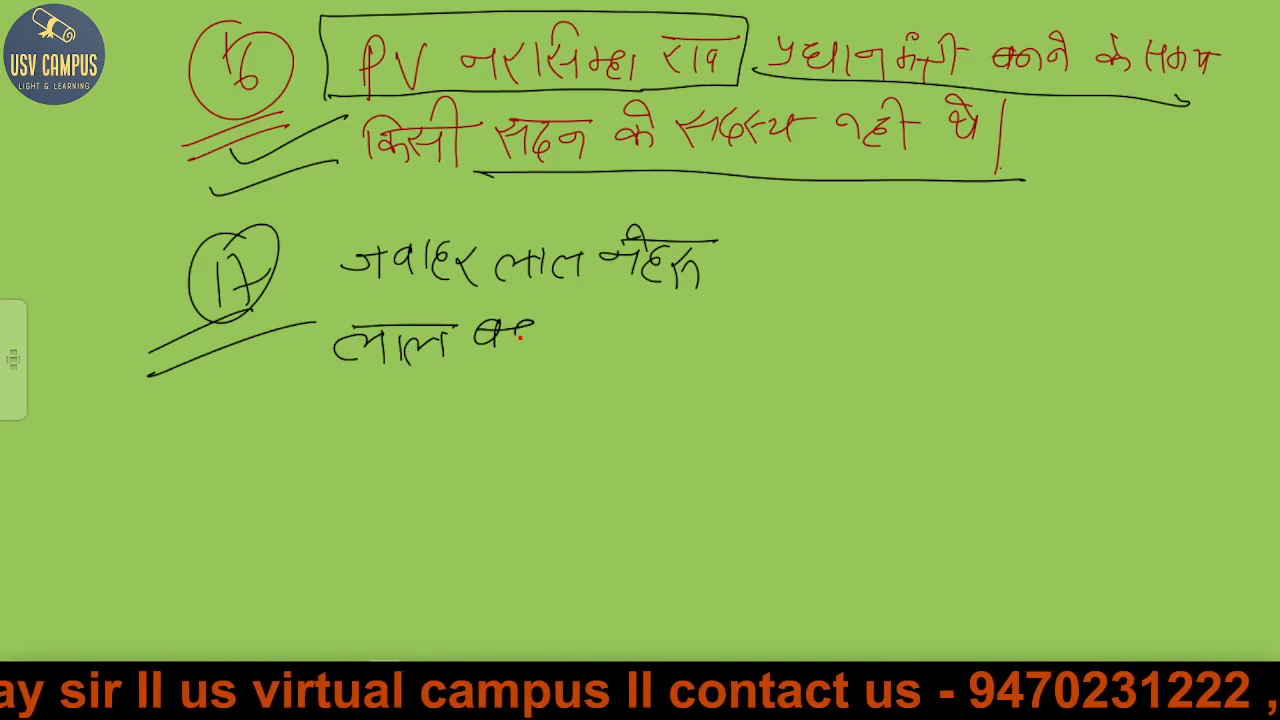 USV CAMPUS
LIGHT & LEARNING
16 PV नरसिम्हा राव प्रधानमंत्री बनने के समय
किसी सदन के सदस्य नही थे।
17 जवाहर लाल नेहरू
लाल ब
ay sir ll us virtual campus ll contact us - 9470231222 ,